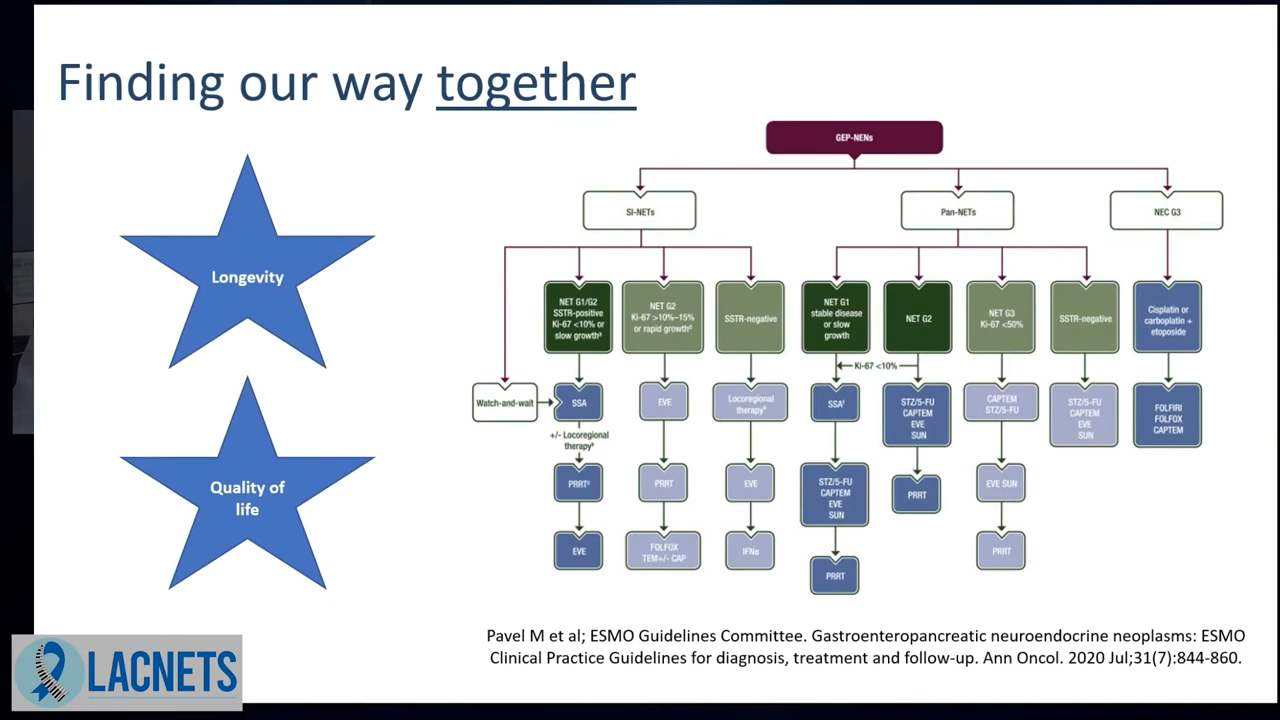 Finding our way together
Longevity
Quality of
life
GEP-NENs
SI-NETs
Pan-NETs
NEC G3
NET G1/G2
SSTR-positive
Ki-67 <10% or
slow growthᵃ
NET G2
Ki-67 >10%–15%
or rapid growthᵈ
SSTR-negative
NET G1
stable disease
or slow
growth
NET G2
NET G3
Ki-67 <50%
SSTR-negative
Cisplatin or
carboplatin +
etoposide
Ki-67 <10%
Watch-and-wait
SSA
EVE
Locoregional
therapyᵇ
SSAᶠ
STZ/5-FU
CAPTEM
EVE
SUN
CAPTEM
STZ/5-FU
STZ/5-FU
CAPTEM
EVE
SUN
FOLFIRI
FOLFOX
CAPTEM
+/- Locoregional
therapyᵇ
PRRTᶜ
PRRT
EVE
STZ/5-FU
CAPTEM
EVE
SUN
PRRT
EVE SUN
EVE
FOLFOX
TEM+/- CAP
IFNα
PRRT
PRRT
Pavel M et al; ESMO Guidelines Committee. Gastroenteropancreatic neuroendocrine neoplasms: ESMO
Clinical Practice Guidelines for diagnosis, treatment and follow-up. Ann Oncol. 2020 Jul;31(7):844-860.
LACNETS